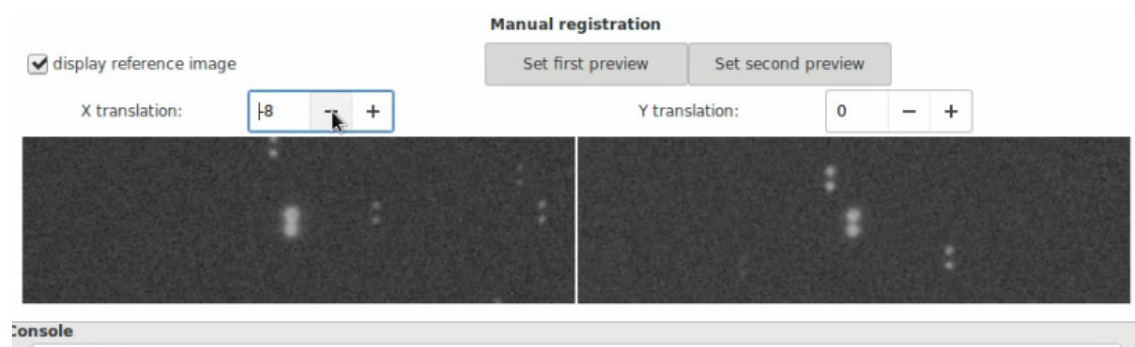 Manual registration
display reference image Set first preview Set second preview
X translation: -8 - + Y translation: 0 - +
Console